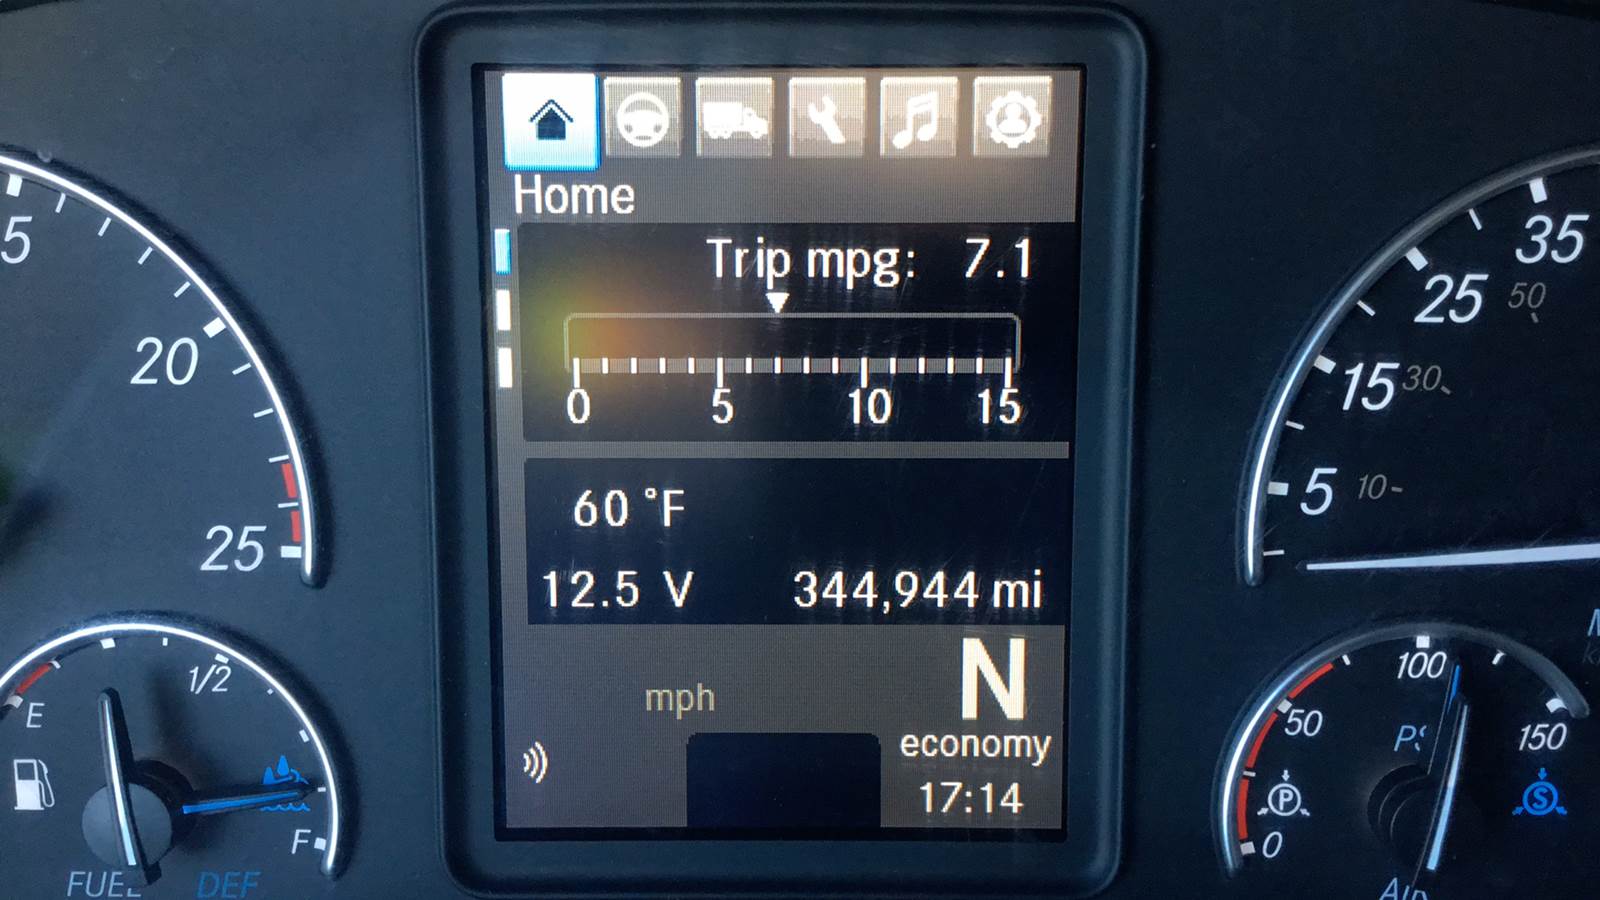 Home
Trip mpg: 7.1
0 5 10 15
60 °F
12.5 V 344,944 mi
mph
N
economy
17:14
5
20
25
1/2
E
F
FUEL DEF
35
25 50
15 30
5 10
100
50
150
P
S
0